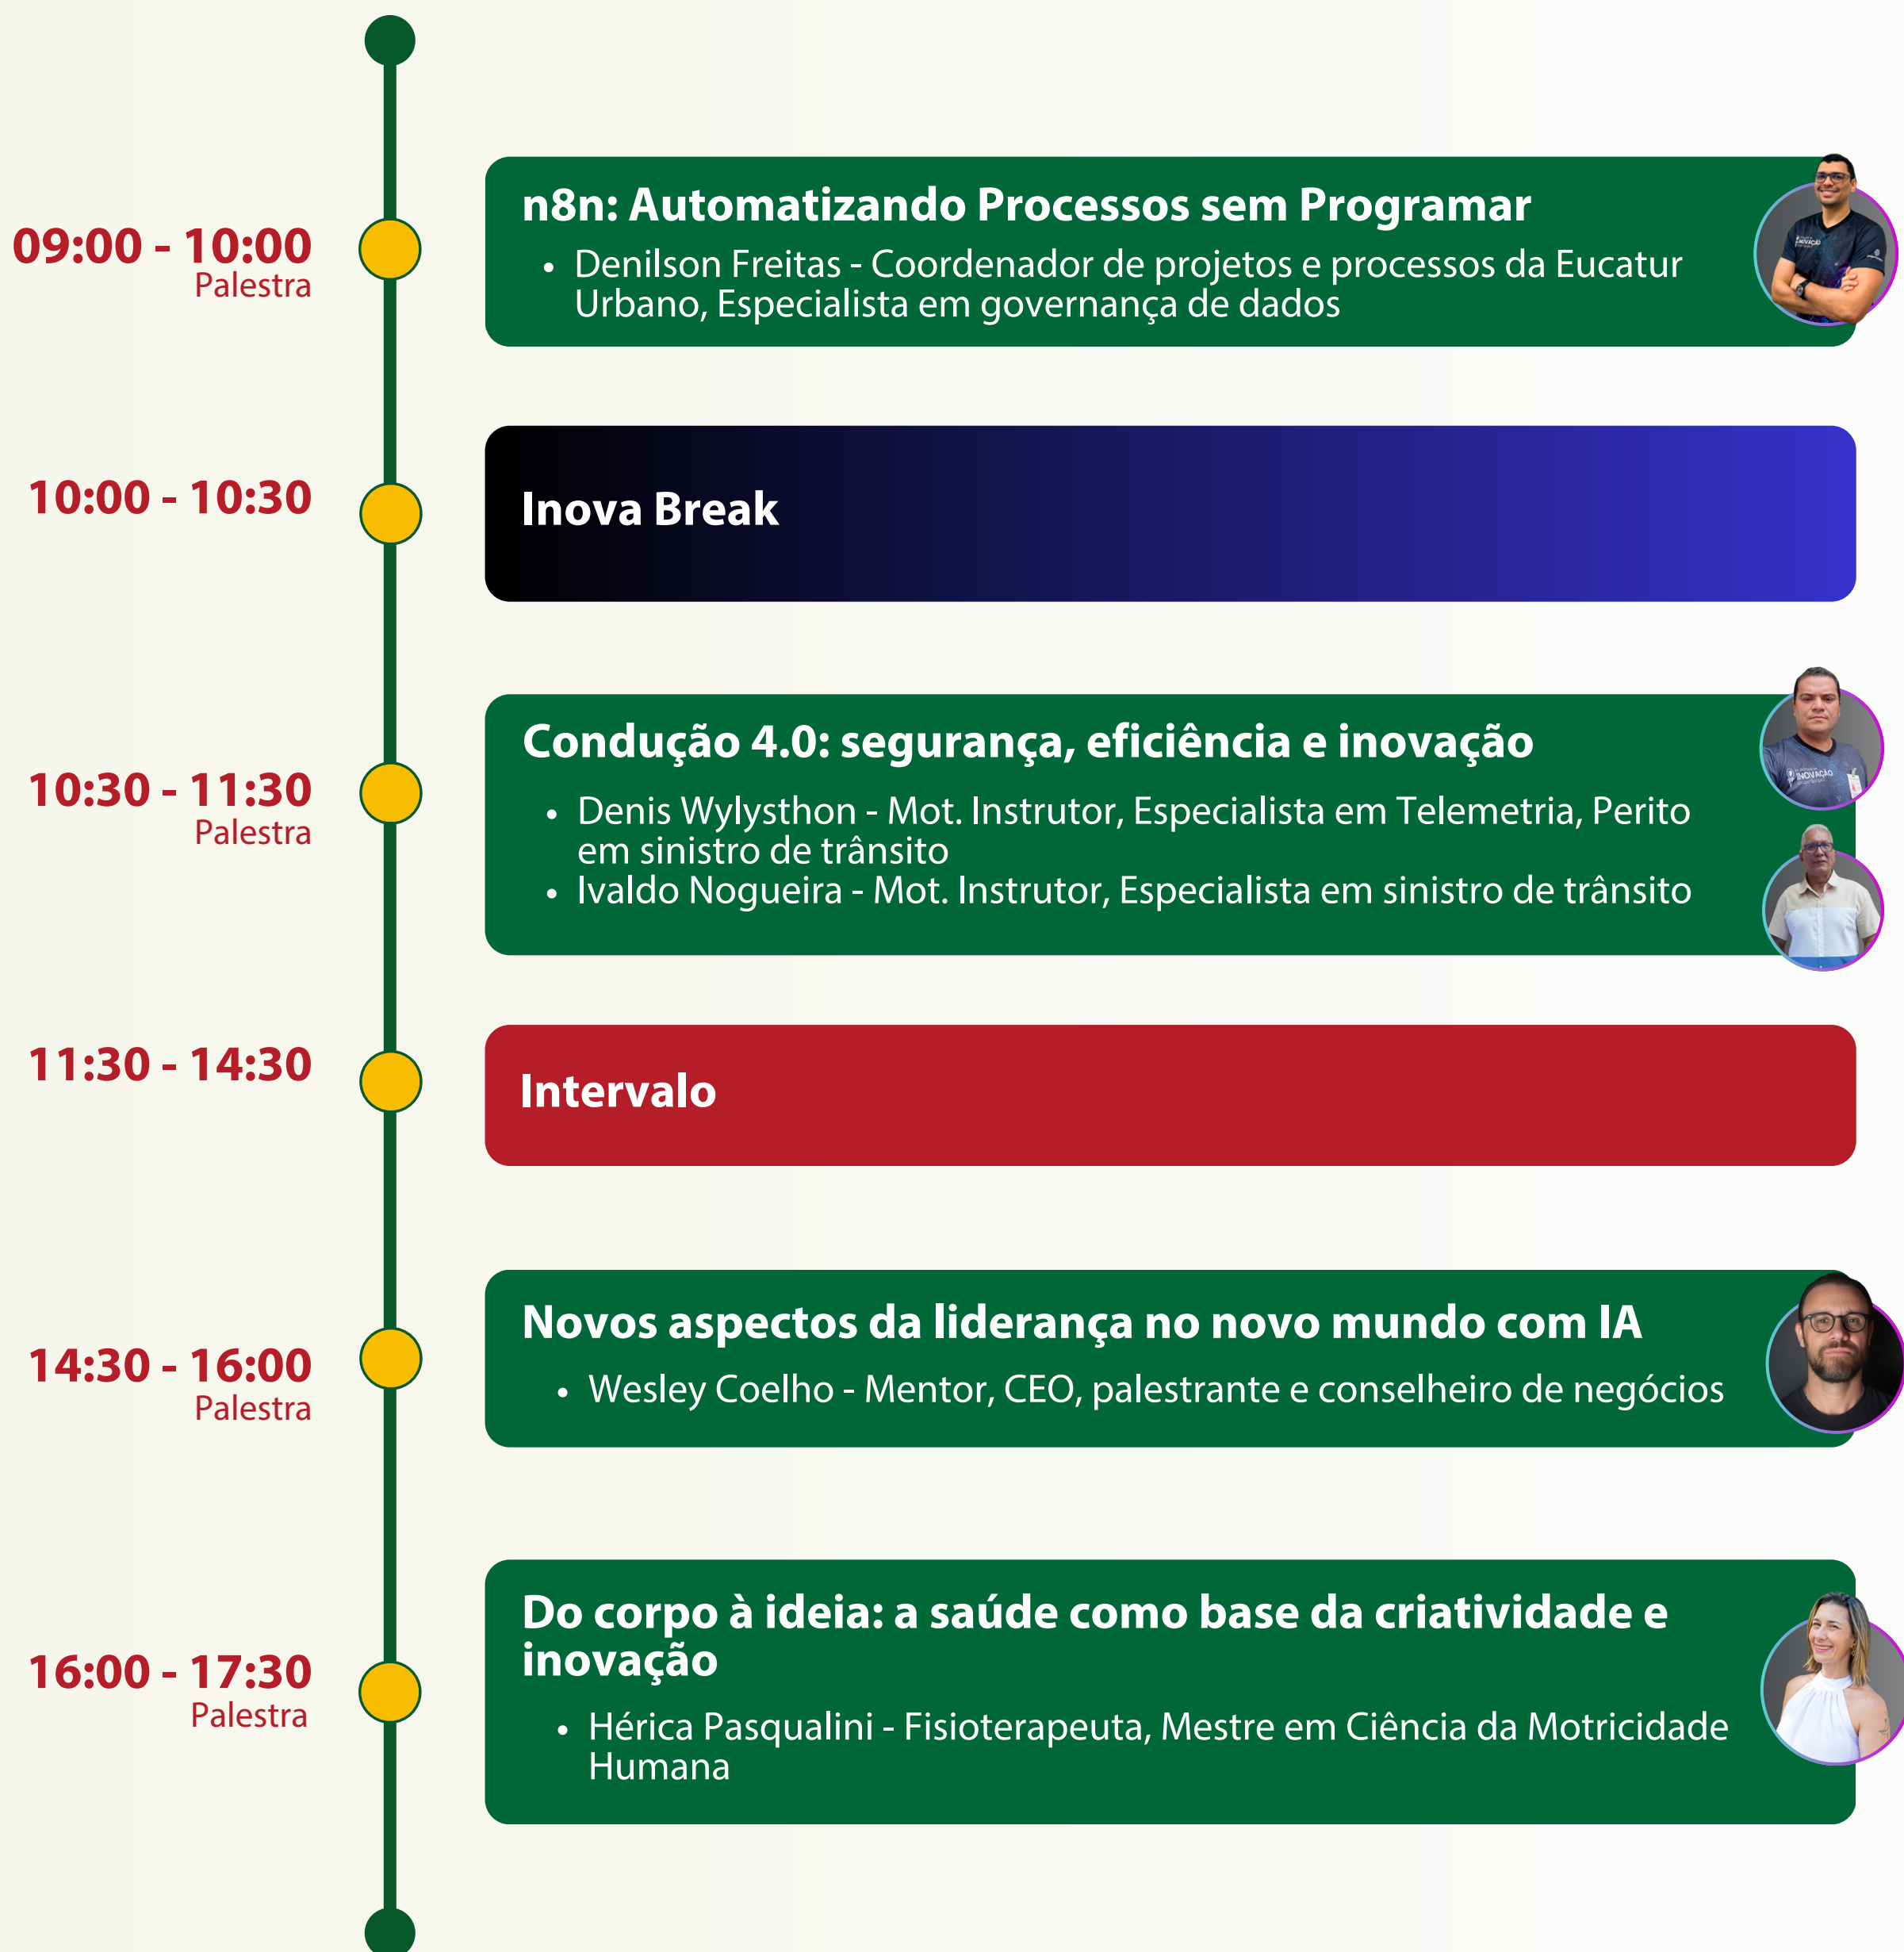 09:00 - 10:00
Palestra
n8n: Automatizando Processos sem Programar
• Denilson Freitas - Coordenador de projetos e processos da Eucatur
Urbano, Especialista em governança de dados
INOVAÇÃO
10:00 - 10:30
Inova Break
10:30 - 11:30
Palestra
Condução 4.0: segurança, eficiência e inovação
• Denis Wylysthon - Mot. Instrutor, Especialista em Telemetria, Perito
em sinistro de trânsito
• Ivaldo Nogueira - Mot. Instrutor, Especialista em sinistro de trânsito
INOVAÇÃO
11:30 - 14:30
Intervalo
14:30 - 16:00
Palestra
Novos aspectos da liderança no novo mundo com IA
• Wesley Coelho - Mentor, CEO, palestrante e conselheiro de negócios
16:00 - 17:30
Palestra
Do corpo à ideia: a saúde como base da criatividade e
inovação
• Hérica Pasqualini - Fisioterapeuta, Mestre em Ciência da Motricidade
Humana